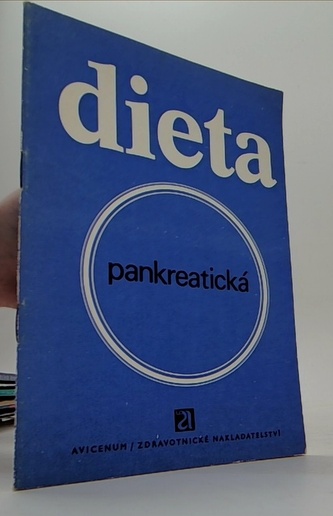 dieta
pankreatická
AVICENUM / ZDRAVOTNICKÉ NAKLADATELSTVÍ